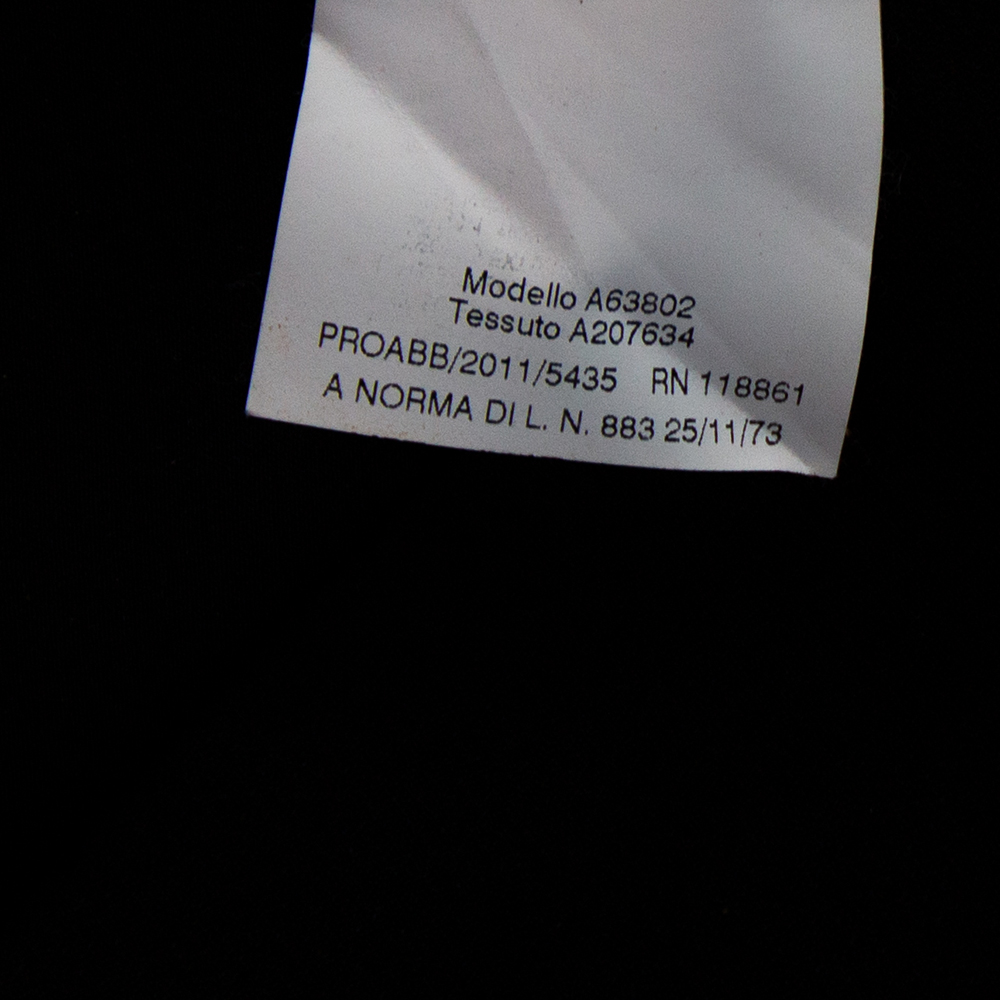 Modello A63802
Tessuto A207634
PROABB/2011/5435 RN 118861
A NORMA DI L. N. 883 25/11/73